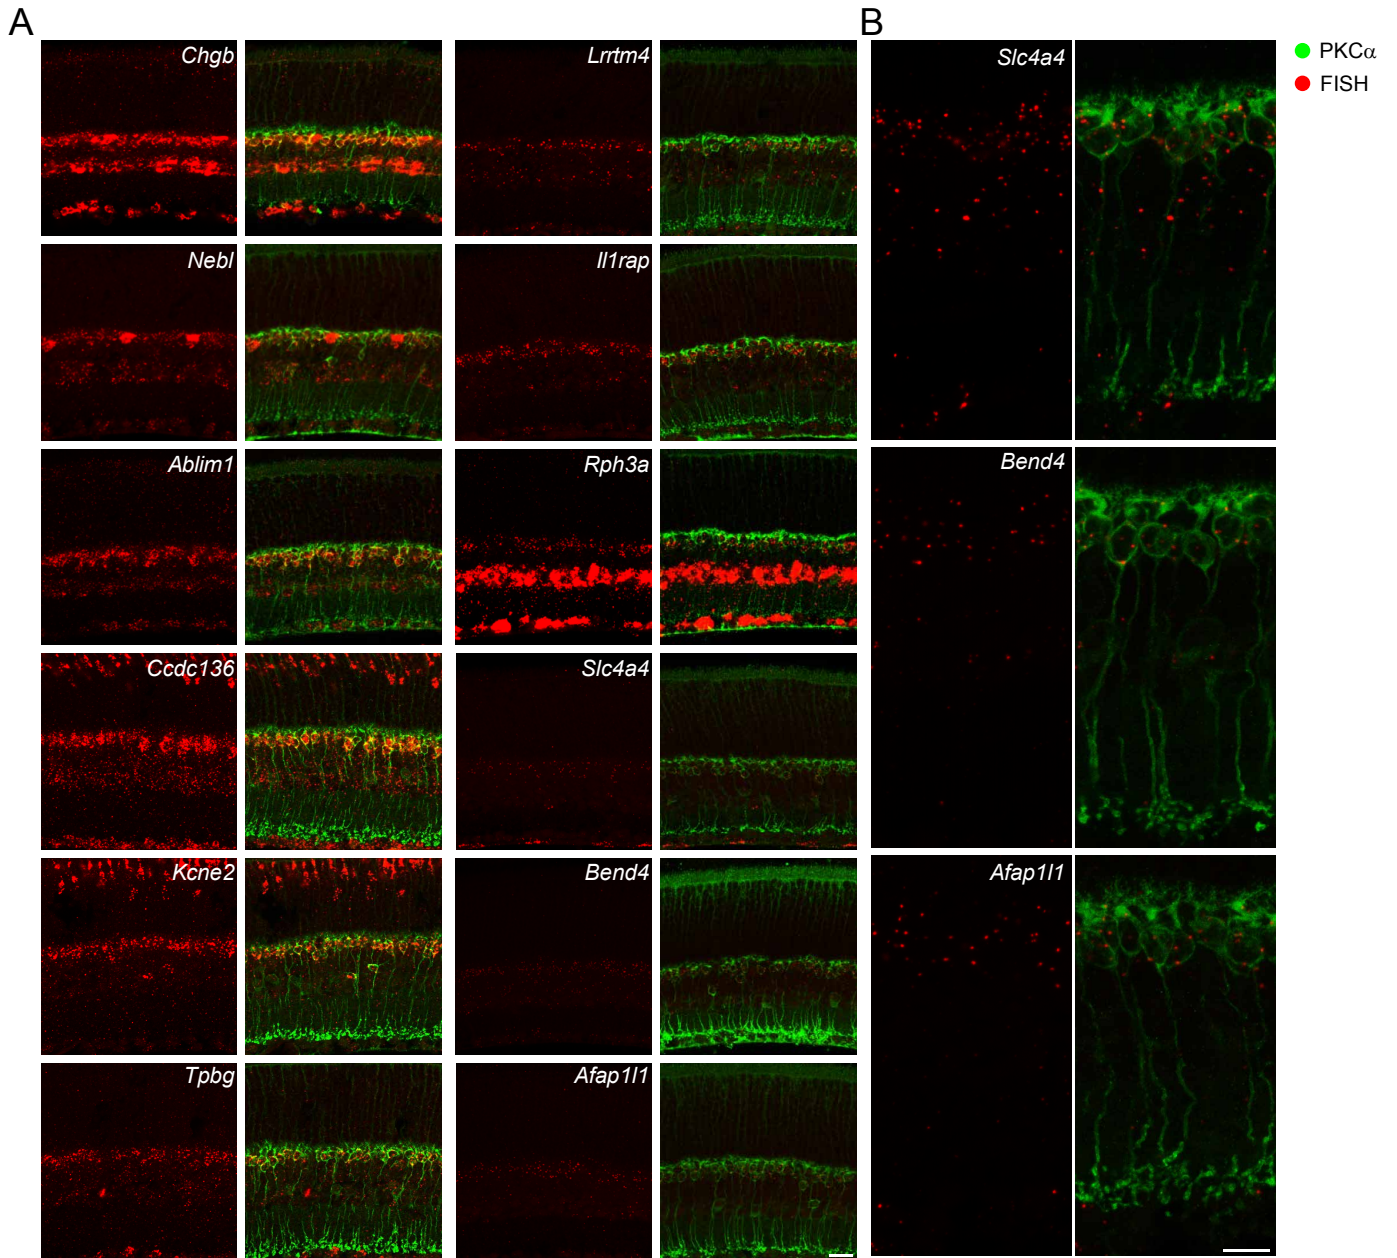 A
B
Chgb
Lrrtm4
Slc4a4
PKCα
FISH
Nebl
Il1rap
Ablim1
Rph3a
Bend4
Ccdc136
Slc4a4
Kcne2
Bend4
Afap1l1
Tpbg
Afap1l1